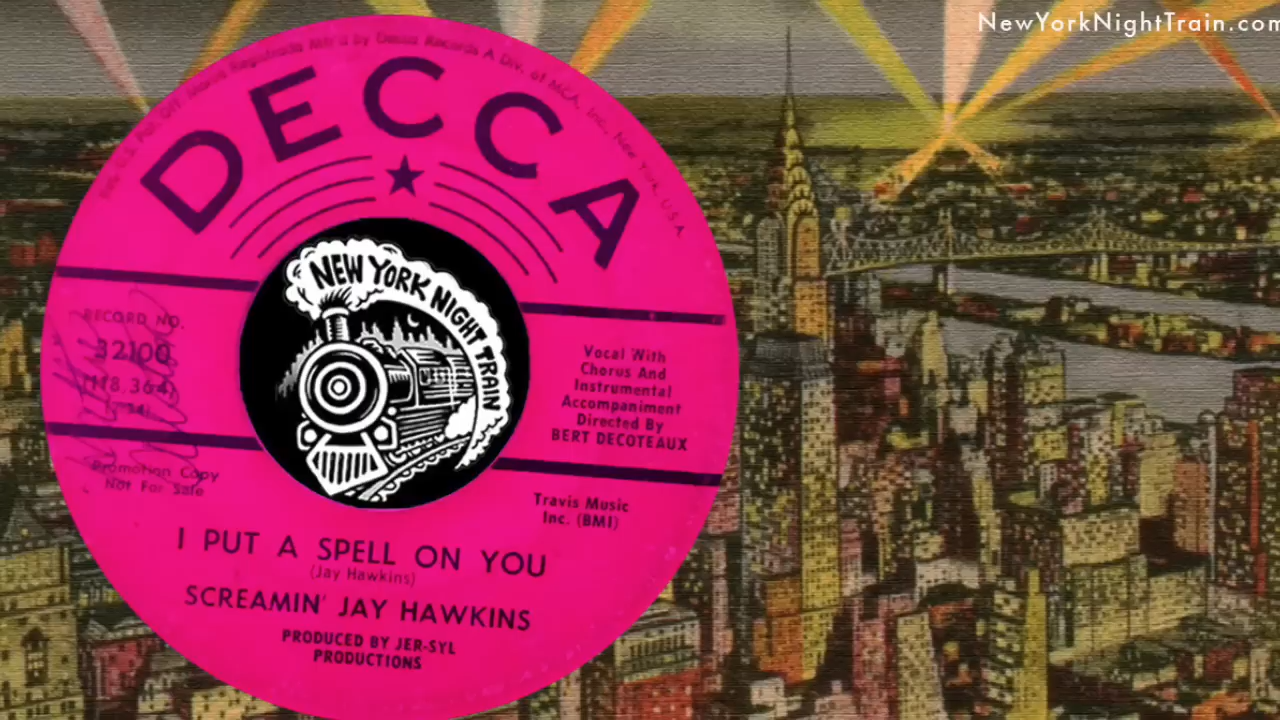 NewYorkNightTrain.com
DECCA
NEW YORK NIGHT TRAIN
RECORD NO.
32100
Vocal With
Chorus And
Instrumental
Accompaniment
Directed By
BERT DECOTEAUX
Promotion Copy
Not For Sale
Travis Music
Inc. (BMI)
I PUT A SPELL ON YOU
(Jay Hawkins)
SCREAMIN' JAY HAWKINS
PRODUCED BY JER-SYL
PRODUCTIONS